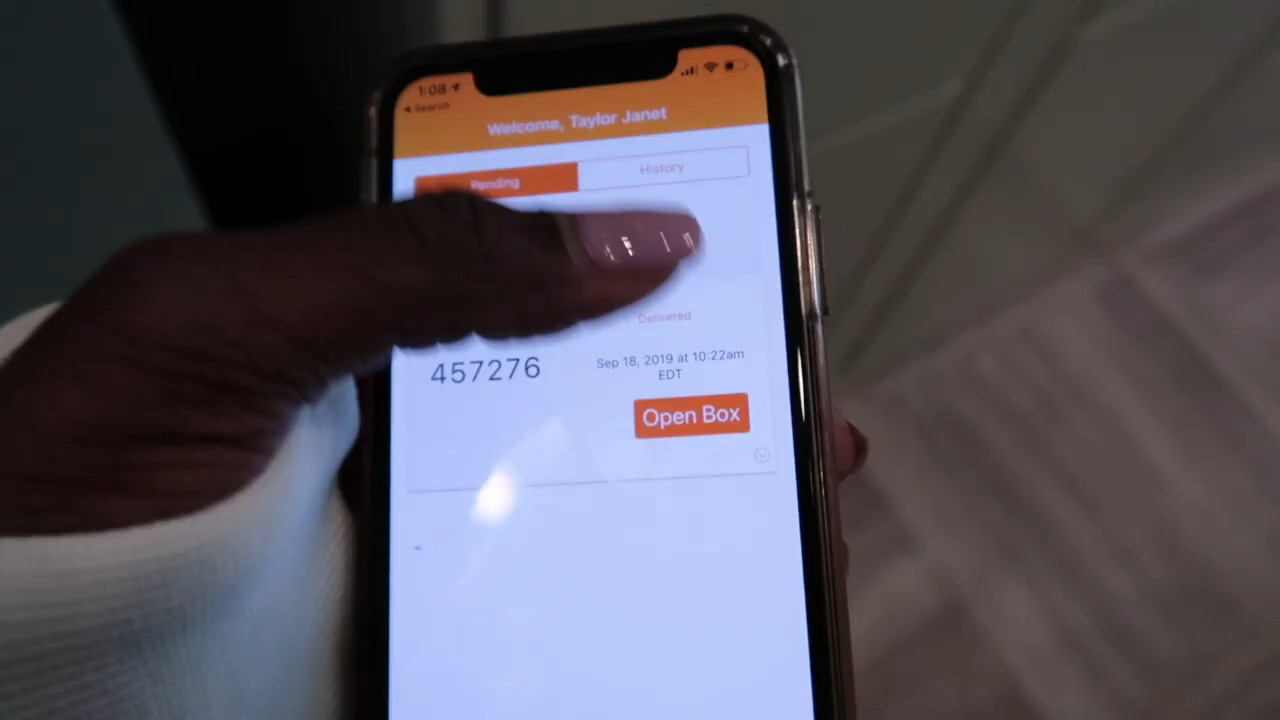 1:08
Search
Welcome, Taylor Janet
Pending
History
Delivered
457276
Sep 18, 2019 at 10:22am
EDT
Open Box